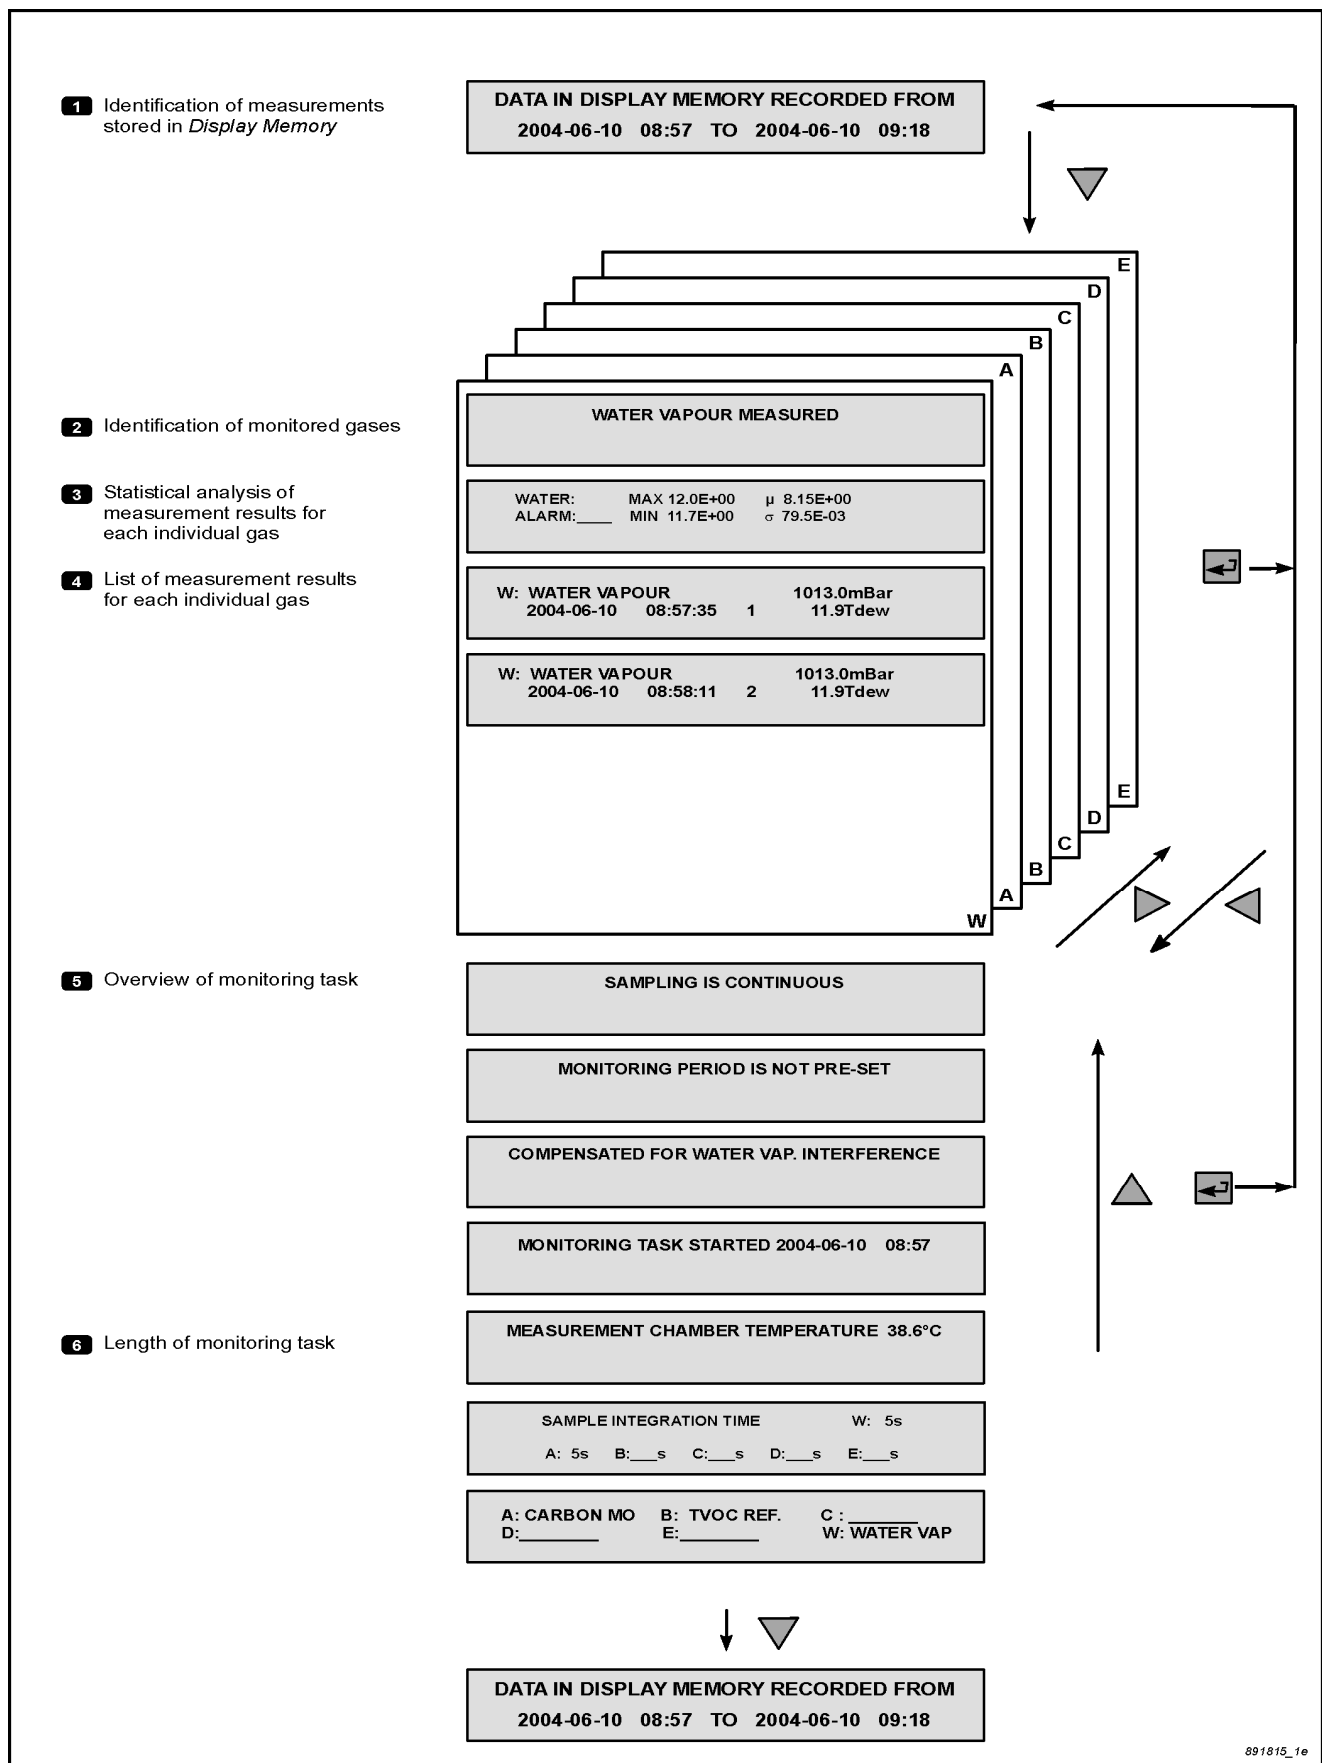 1 Identification of measurements
stored in Display Memory
DATA IN DISPLAY MEMORY RECORDED FROM
2004-06-10 08:57 TO 2004-06-10 09:18
E
D
C
B
A
2 Identification of monitored gases
WATER VAPOUR MEASURED
3 Statistical analysis of
measurement results for
each individual gas
WATER: MAX 12.0E+00 µ 8.15E+00
ALARM:____ MIN 11.7E+00 σ 79.5E-03
4 List of measurement results
for each individual gas
W: WATER VAPOUR 1013.0mBar
2004-06-10 08:57:35 1 11.9Tdew
W: WATER VAPOUR 1013.0mBar
2004-06-10 08:58:11 2 11.9Tdew
E
D
C
B
A
W
5 Overview of monitoring task
SAMPLING IS CONTINUOUS
MONITORING PERIOD IS NOT PRE-SET
COMPENSATED FOR WATER VAP. INTERFERENCE
MONITORING TASK STARTED 2004-06-10 08:57
6 Length of monitoring task
MEASUREMENT CHAMBER TEMPERATURE 38.6°C
SAMPLE INTEGRATION TIME W: 5s
A: 5s B:___s C:___s D:___s E:___s
A: CARBON MO B: TVOC REF. C : _______
D:________ E:________ W: WATER VAP
DATA IN DISPLAY MEMORY RECORDED FROM
2004-06-10 08:57 TO 2004-06-10 09:18
891815_1e